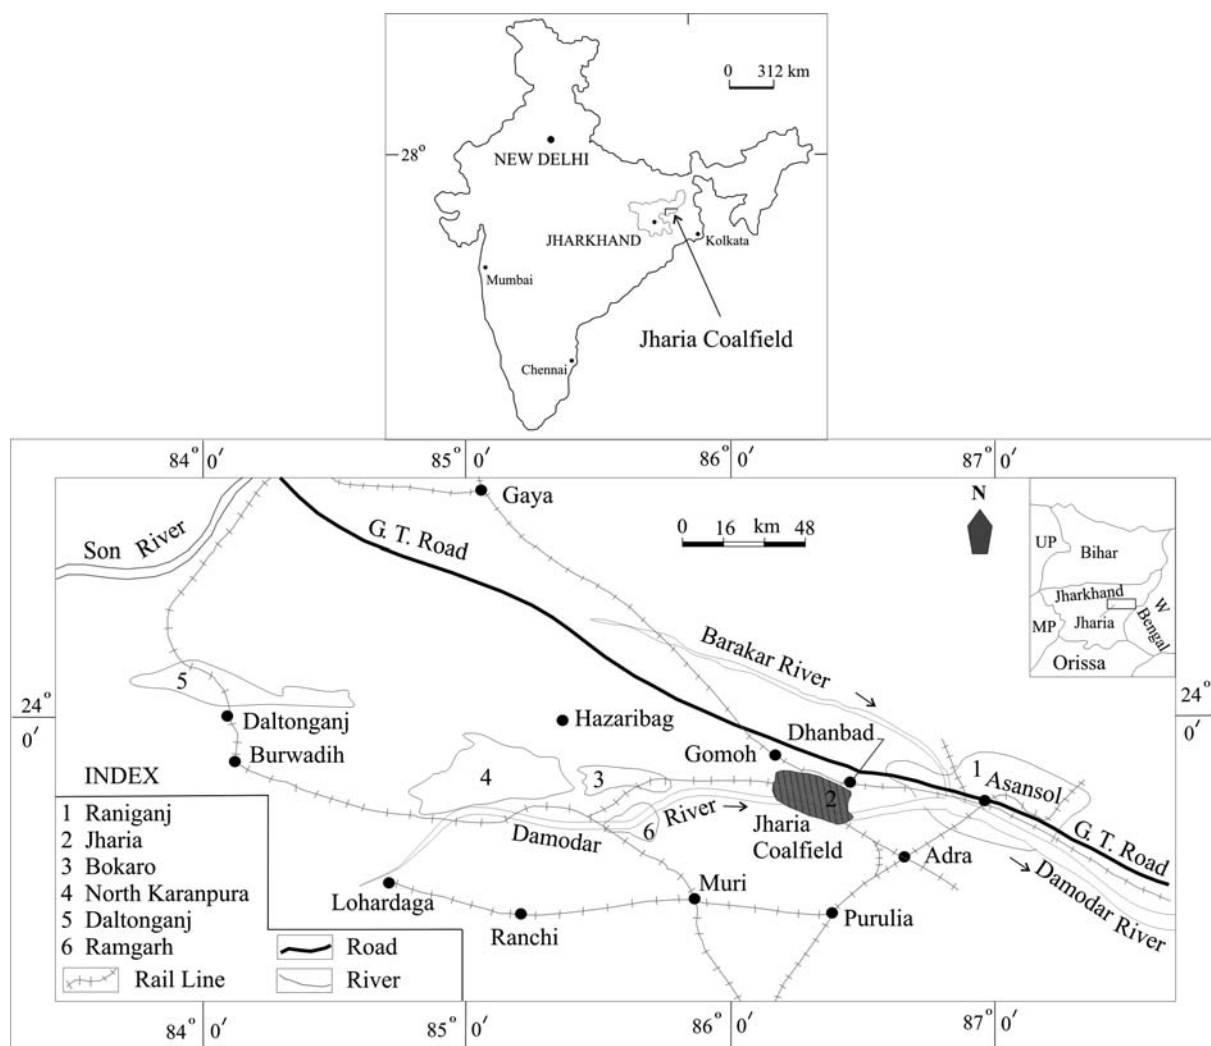 0 312 km
28°
NEW DELHI
JHARKHAND
Kolkata
Mumbai
Jharia Coalfield
Chennai
84° 0′
85° 0′
86° 0′
87° 0′
Gaya
N
Son River
G. T. Road
0 16 km 48
UP
Bihar
Jharkhand
W Bengal
MP
Jharia
Orissa
Barakar River
5
24° 0′
24° 0′
Daltonganj
Hazaribag
Dhanbad
Burwadih
Gomoh
4
3
2
1
Asansol
INDEX
1 Raniganj
2 Jharia
3 Bokaro
4 North Karanpura
5 Daltonganj
6 Ramgarh
Road
Rail Line
River
Damodar
6
River
Jharia
Coalfield
Adra
G. T. Road
Damodar River
Lohardaga
Muri
Ranchi
Purulia
84° 0′
85° 0′
86° 0′
87° 0′